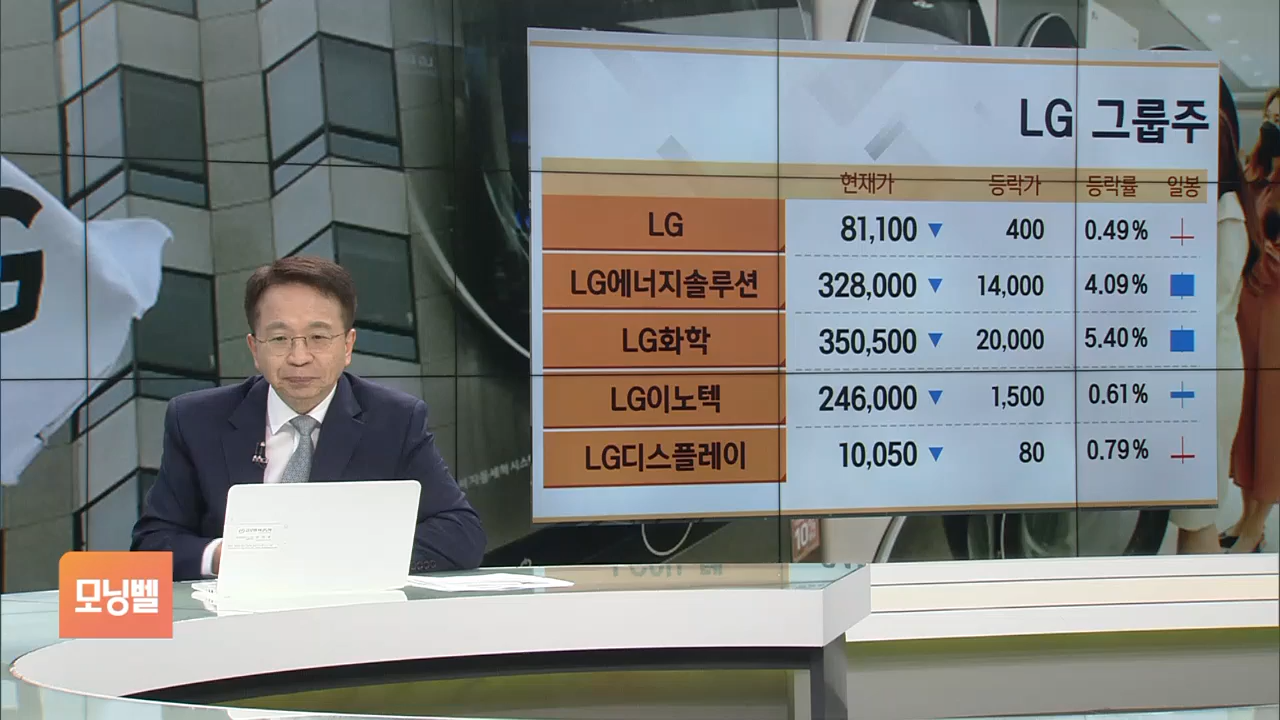 LG 그룹주
현재가 등락가 등락률 일봉
LG 81,100 ▼ 400 0.49%
LG에너지솔루션 328,000 ▼ 14,000 4.09%
LG화학 350,500 ▼ 20,000 5.40%
LG이노텍 246,000 ▼ 1,500 0.61%
LG디스플레이 10,050 ▼ 80 0.79%
G
10
모닝벨